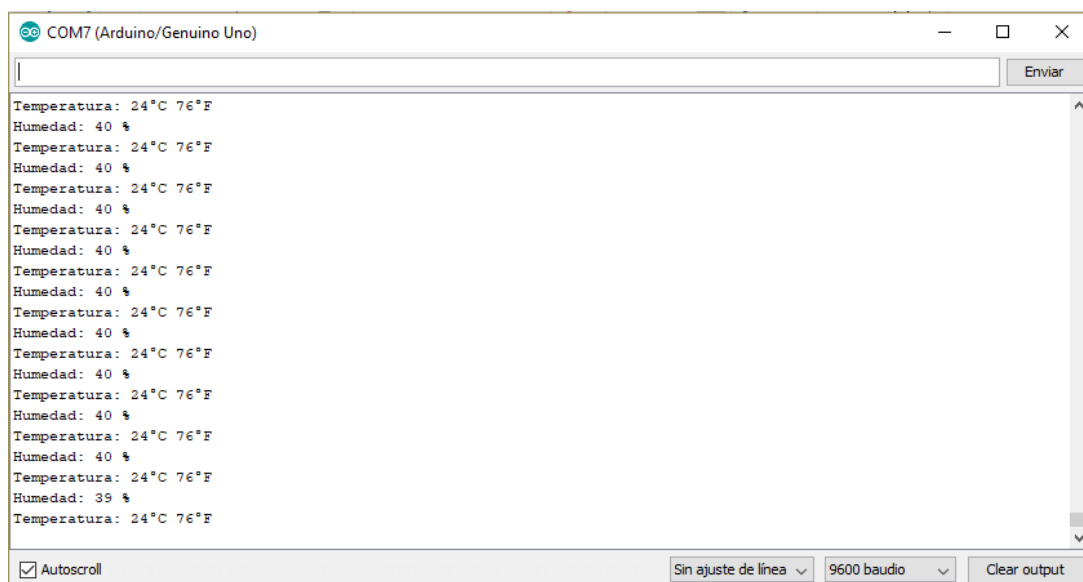 COM7 (Arduino/Genuino Uno)
Enviar
Temperatura: 24°C 76°F
Humedad: 40 %
Temperatura: 24°C 76°F
Humedad: 40 %
Temperatura: 24°C 76°F
Humedad: 40 %
Temperatura: 24°C 76°F
Humedad: 40 %
Temperatura: 24°C 76°F
Humedad: 40 %
Temperatura: 24°C 76°F
Humedad: 40 %
Temperatura: 24°C 76°F
Humedad: 40 %
Temperatura: 24°C 76°F
Humedad: 40 %
Temperatura: 24°C 76°F
Humedad: 40 %
Temperatura: 24°C 76°F
Humedad: 39 %
Temperatura: 24°C 76°F
Autoscroll Sin ajuste de línea 9600 baudio Clear output